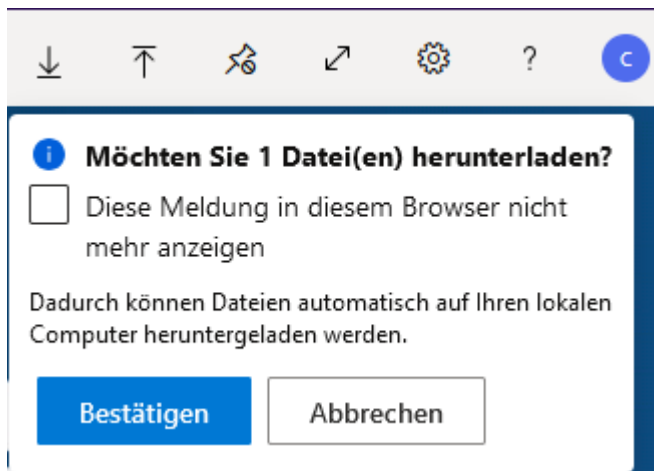 ?
C
Möchten Sie 1 Datei(en) herunterladen?
Diese Meldung in diesem Browser nicht
mehr anzeigen
Dadurch können Dateien automatisch auf Ihren lokalen
Computer heruntergeladen werden.
Bestätigen
Abbrechen